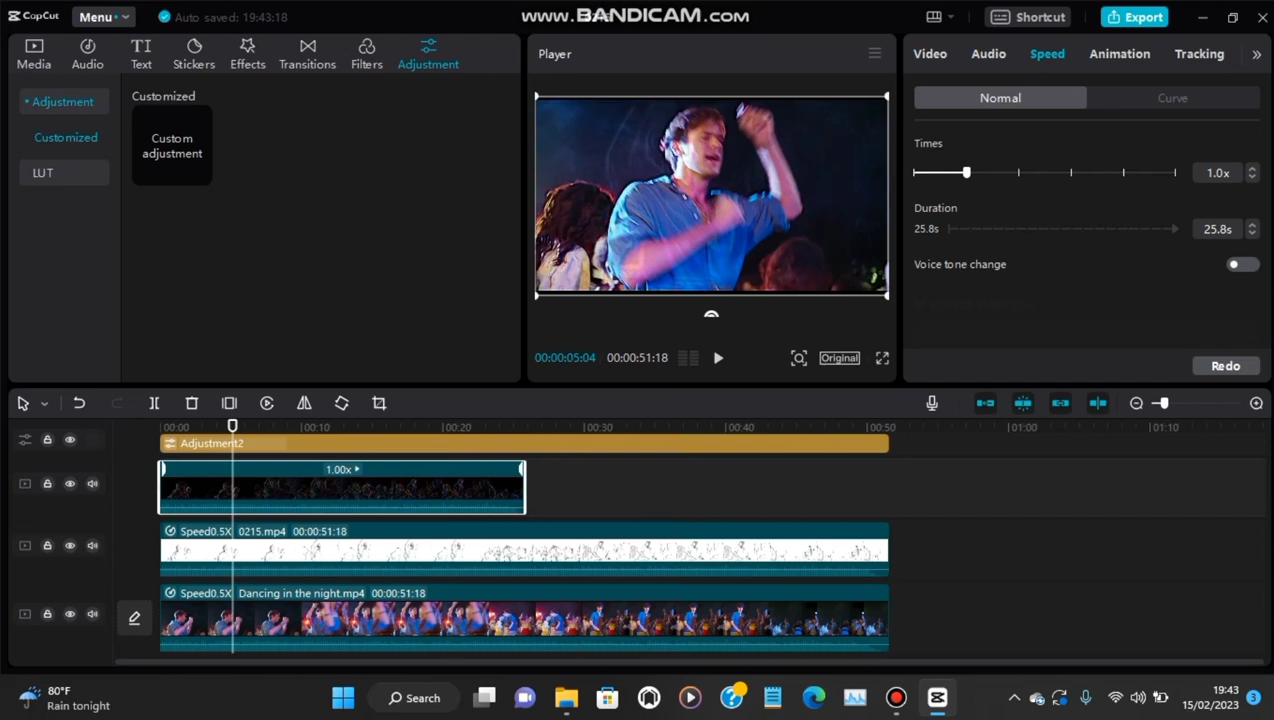 CapCut
Menu
Auto saved: 19:43:18
www.BANDICAM.com
Shortcut
Export
Media
Audio
Text
Stickers
Effects
Transitions
Filters
Adjustment
Adjustment
Customized
LUT
Customized
Custom
adjustment
Player
00:00:05:04
00:00:51:18
Original
Video
Audio
Speed
Animation
Tracking
Normal
Curve
Times
1.0x
Duration
25.8s
25.8s
Voice tone change
Redo
00:00
00:10
00:20
00:30
00:40
00:50
01:00
01:10
Adjustment2
1.00x
Speed0.5X 0215.mp4 00:00:51:18
Speed0.5X Dancing in the night.mp4 00:00:51:18
80°F
Rain tonight
Search
19:43
15/02/2023
3